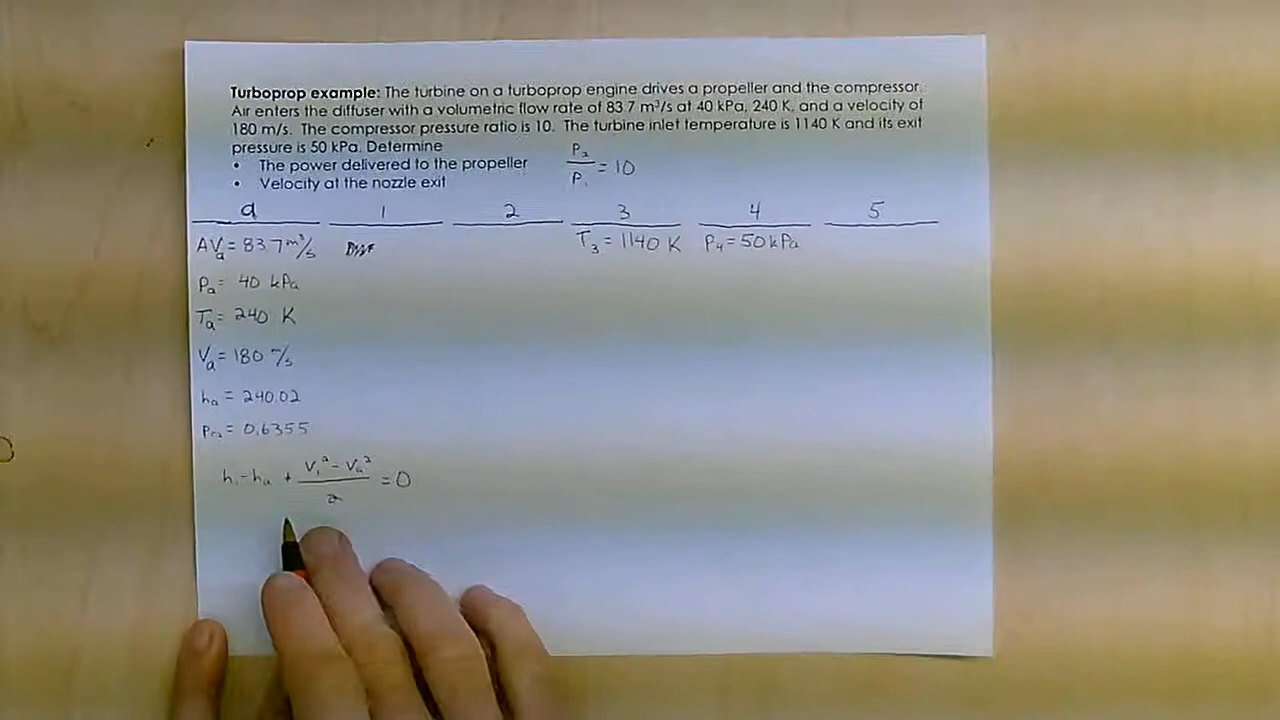 Turboprop example: The turbine on a turboprop engine drives a propeller and the compressor.
Air enters the diffuser with a volumetric flow rate of 83.7 m³/s at 40 kPa, 240 K, and a velocity of
180 m/s. The compressor pressure ratio is 10. The turbine inlet temperature is 1140 K and its exit
pressure is 50 kPa. Determine
• The power delivered to the propeller
• Velocity at the nozzle exit
P₂/P₁ = 10
a 1 2 3 4 5
AVₐ = 83.7 m³/s T₃ = 1140 K P₄ = 50 kPa
Pₐ = 40 kPa
Tₐ = 240 K
Vₐ = 180 m/s
hₐ = 240.02
= 0.6355
h₁ - hₐ + (V₁² - Vₐ²)/2 = 0